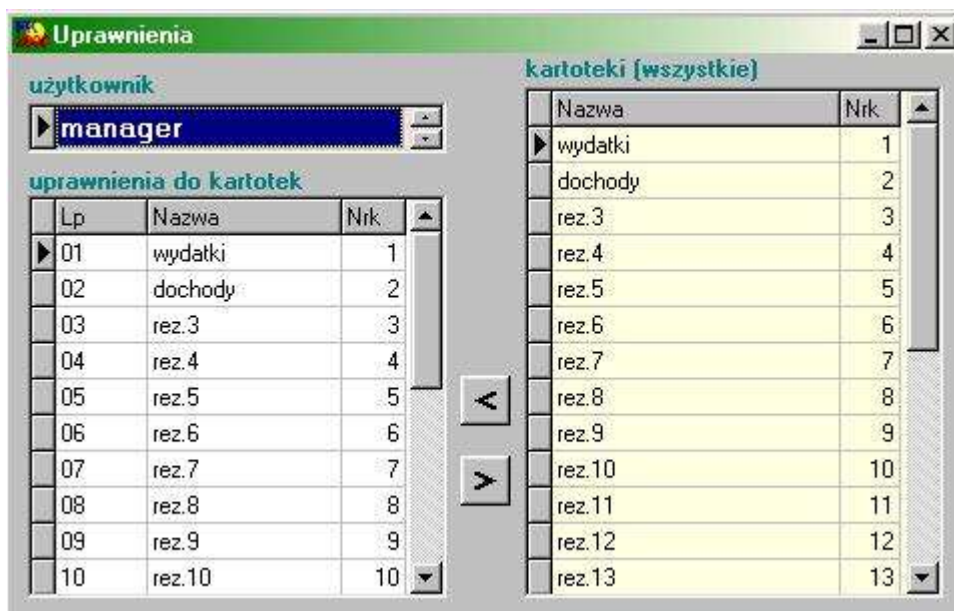 Uprawnienia
użytkownik
manager
uprawnienia do kartotek
Lp Nazwa Nrk
01 wydatki 1
02 dochody 2
03 rez.3 3
04 rez.4 4
05 rez.5 5
06 rez.6 6
07 rez.7 7
08 rez.8 8
09 rez.9 9
10 rez.10 10
<
>
kartoteki (wszystkie)
Nazwa Nrk
wydatki 1
dochody 2
rez.3 3
rez.4 4
rez.5 5
rez.6 6
rez.7 7
rez.8 8
rez.9 9
rez.10 10
rez.11 11
rez.12 12
rez.13 13